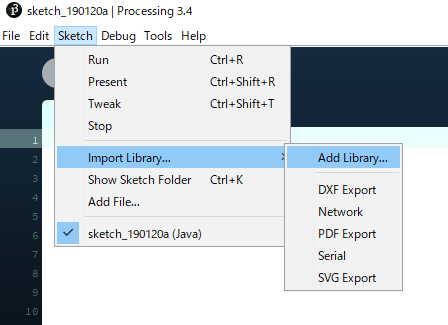 sketch_190120a | Processing 3.4
File Edit Sketch Debug Tools Help
Run Ctrl+R
Present Ctrl+Shift+R
Tweak Ctrl+Shift+T
Stop
Import Library...
Show Sketch Folder Ctrl+K
Add File...
sketch_190120a (Java)
Add Library...
DXF Export
Network
PDF Export
Serial
SVG Export
1
2
3
4
5
6
7
8
9
10